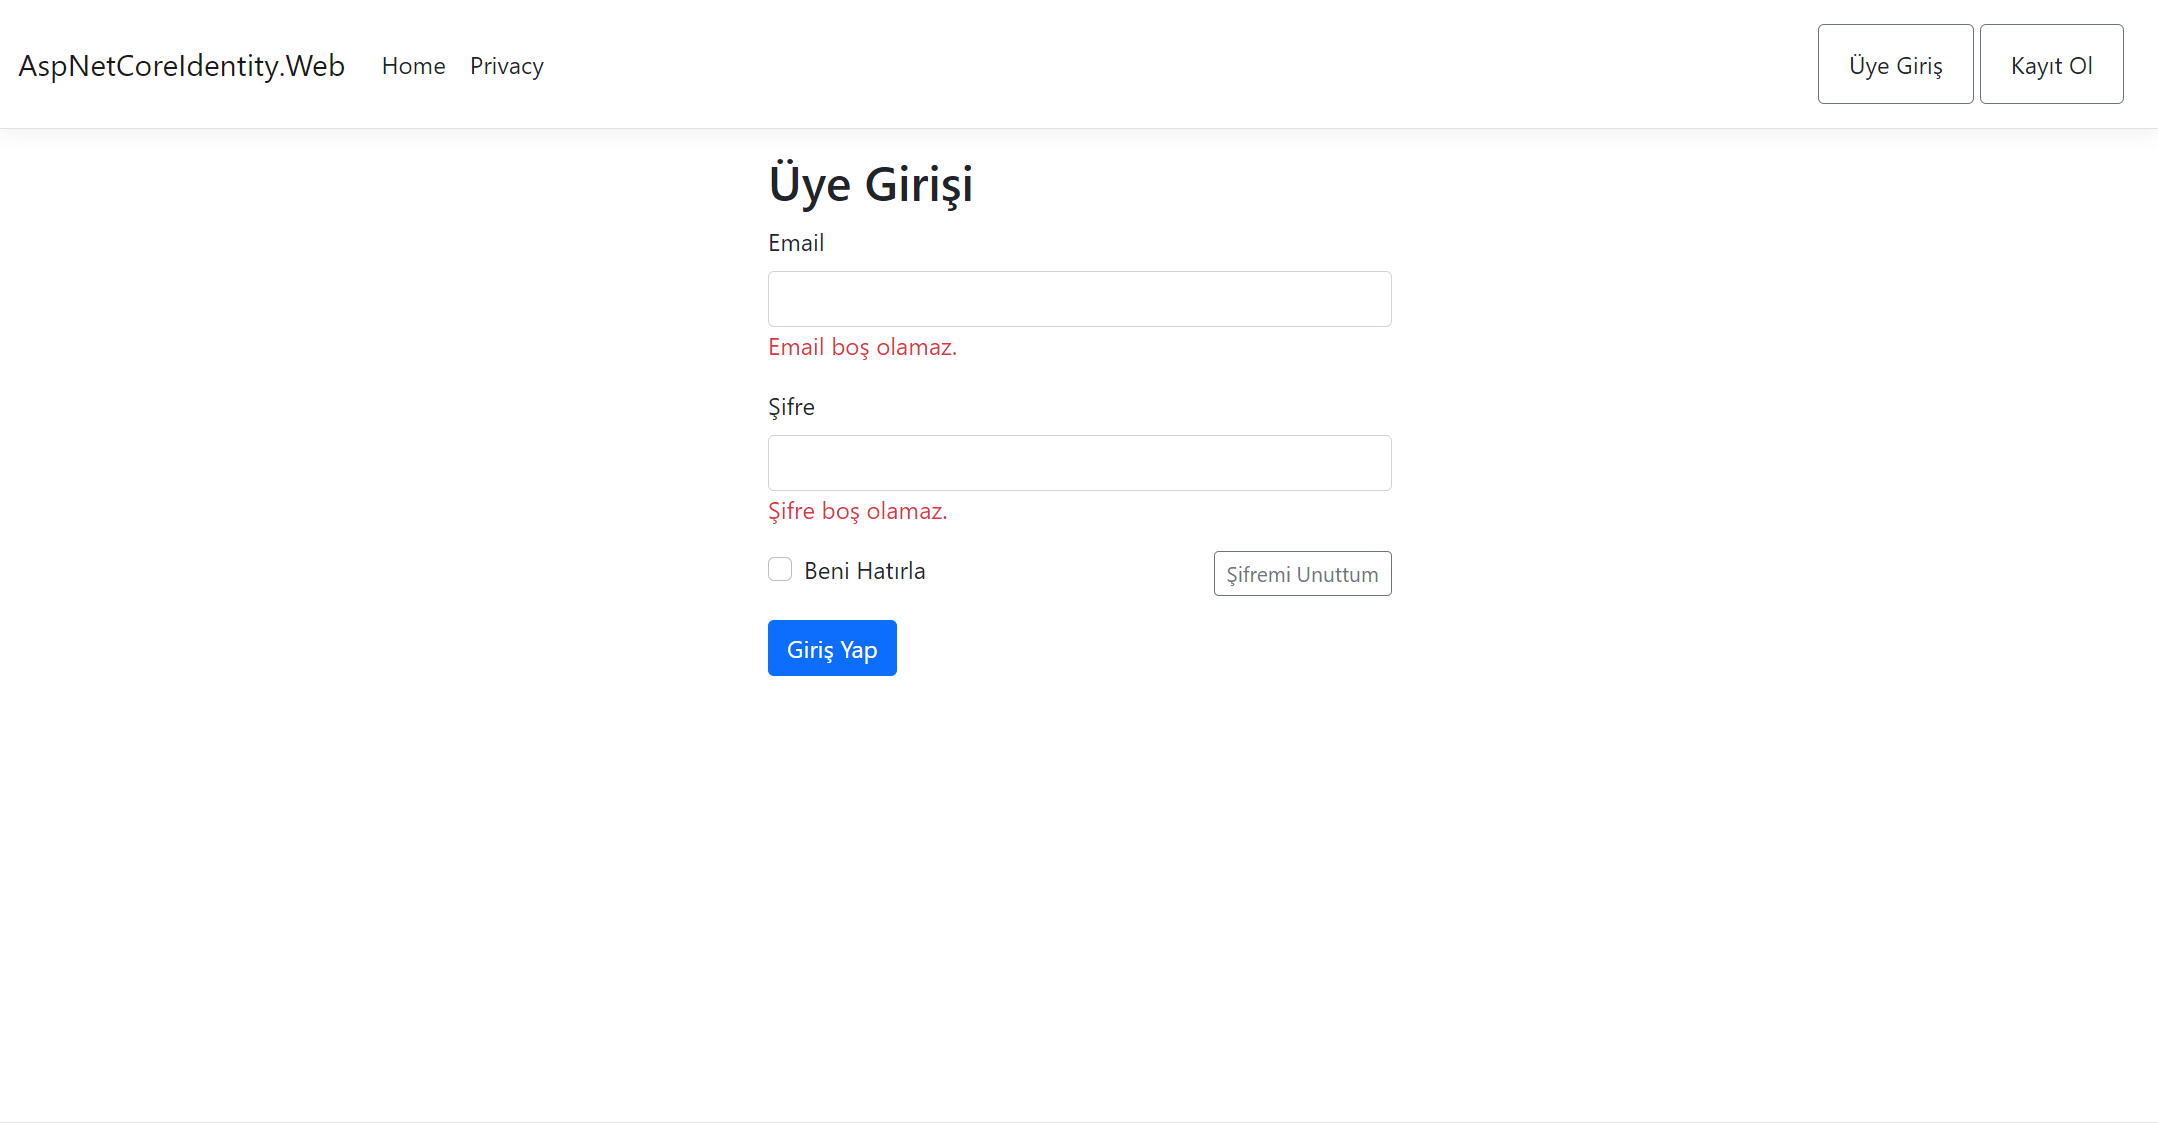 AspNetCoreIdentity.Web Home Privacy Üye Giriş Kayıt Ol
Üye Girişi
Email
Email boş olamaz.
Şifre
Şifre boş olamaz.
Beni Hatırla Şifremi Unuttum
Giriş Yap